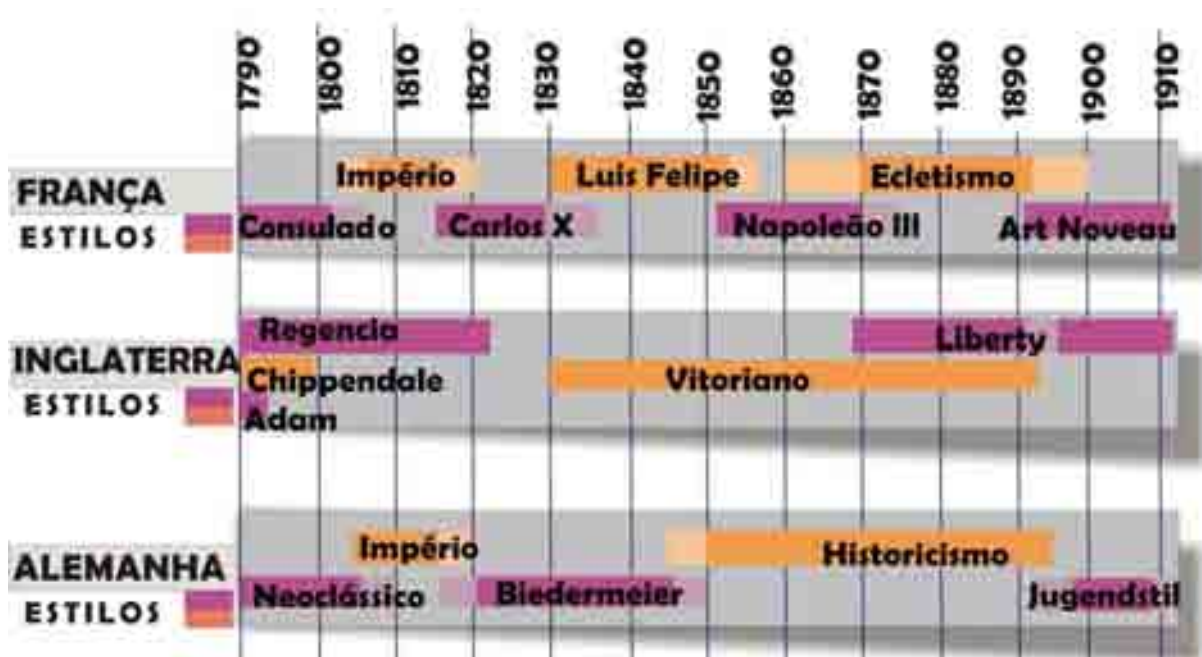 1790 1800 1810 1820 1830 1840 1850 1860 1870 1880 1890 1900 1910
FRANÇA
ESTILOS
Império Luis Felipe Ecletismo
Consulado Carlos X Napoleão III Art Noveau
INGLATERRA
ESTILOS
Regencia Liberty
Chippendale Vitoriano
Adam
ALEMANHA
ESTILOS
Império Historicismo
Neoclássico Biedermeier Jugendstil